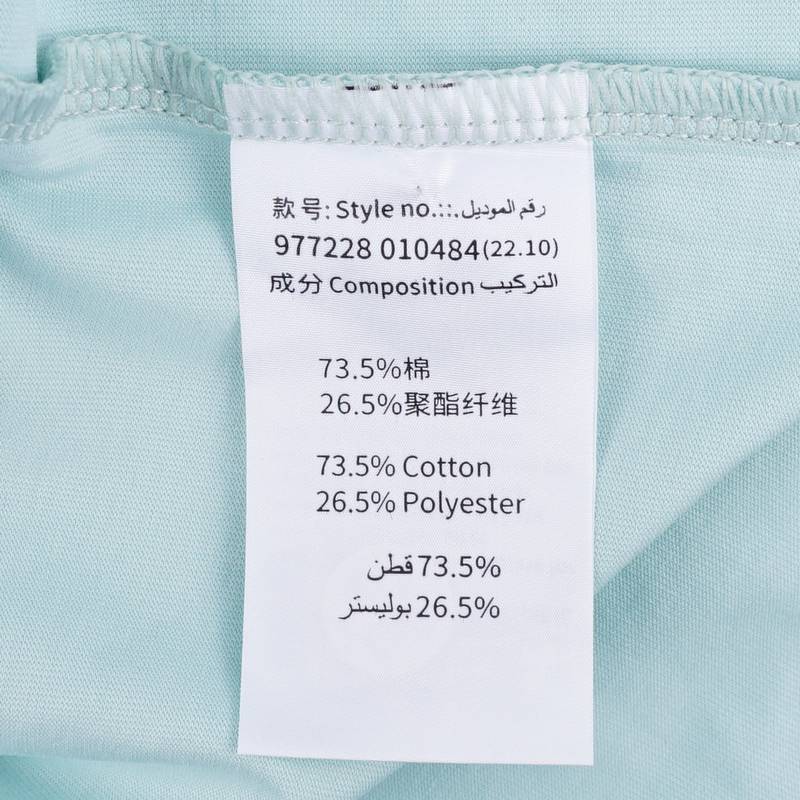 款号: Style no.::.رقم الموديل
977228 010484(22.10)
成分 Composition التركيب
73.5%棉
26.5%聚酯纤维
73.5% Cotton
26.5% Polyester
73.5% قطن
26.5% بوليستر